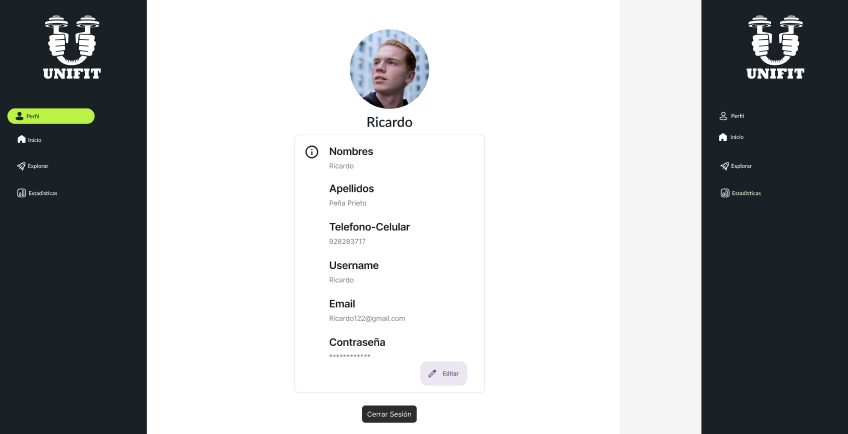 UNIFIT
Perfil
Inicio
Explorar
Estadísticas
Ricardo
Nombres
Ricardo
Apellidos
Peña Prieto
Telefono-Celular
928283717
Username
Ricardo
Email
Ricardo122@gmail.com
Contraseña
************
Editar
Cerrar Sesión
UNIFIT
Perfil
Inicio
Explorar
Estadísticas